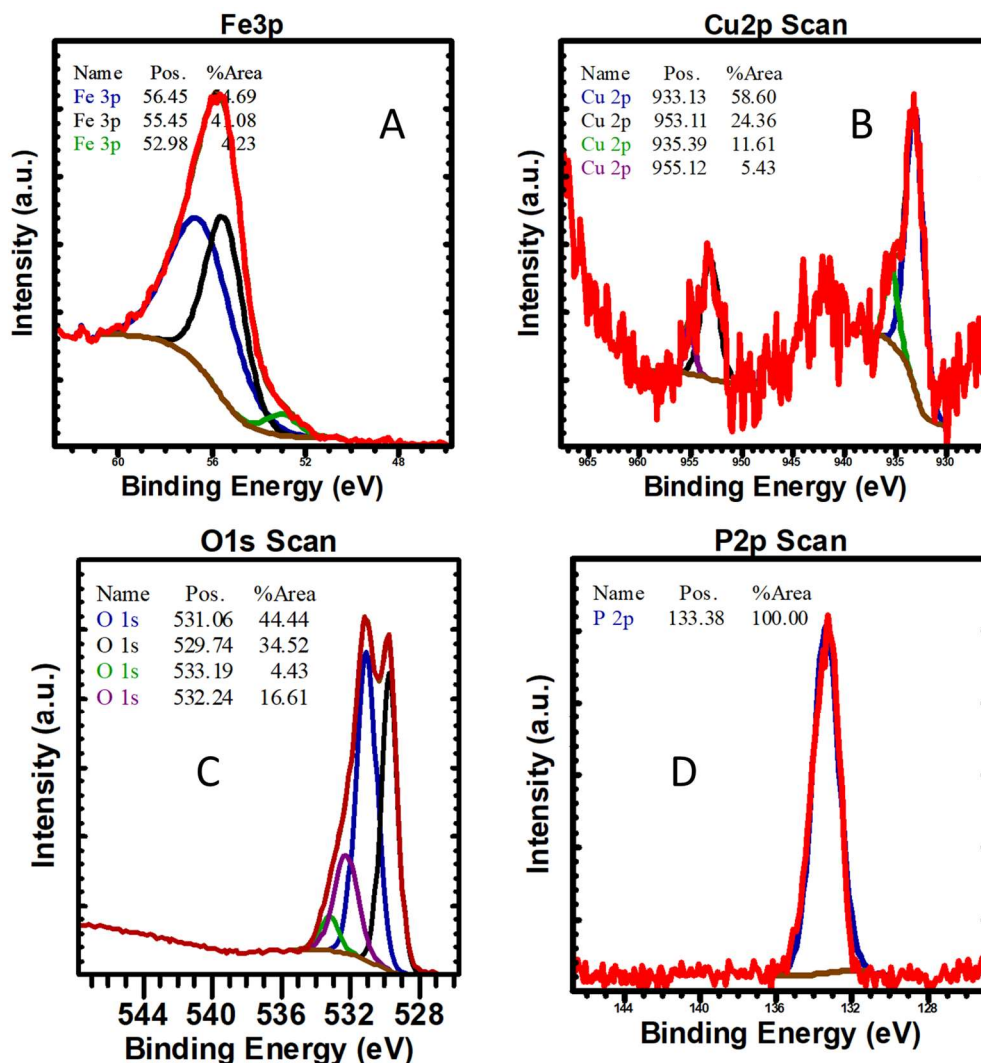 Fe3p
Name Pos. %Area
Fe 3p 56.45 .69
Fe 3p 55.45 41.08
Fe 3p 52.98 4.23
A
Intensity (a.u.)
60 56 52 48
Binding Energy (eV)
Cu2p Scan
Name Pos. %Area
Cu 2p 933.13 58.60
Cu 2p 953.11 24.36
Cu 2p 935.39 11.61
Cu 2p 955.12 5.43
B
Intensity (a.u.)
965 960 955 950 945 940 935 930
Binding Energy (eV)
O1s Scan
Name Pos. %Area
O 1s 531.06 44.44
O 1s 529.74 34.52
O 1s 533.19 4.43
O 1s 532.24 16.61
C
Intensity (a.u.)
544 540 536 532 528
Binding Energy (eV)
P2p Scan
Name Pos. %Area
P 2p 133.38 100.00
D
Intensity (a.u.)
144 140 136 132 128
Binding Energy (eV)